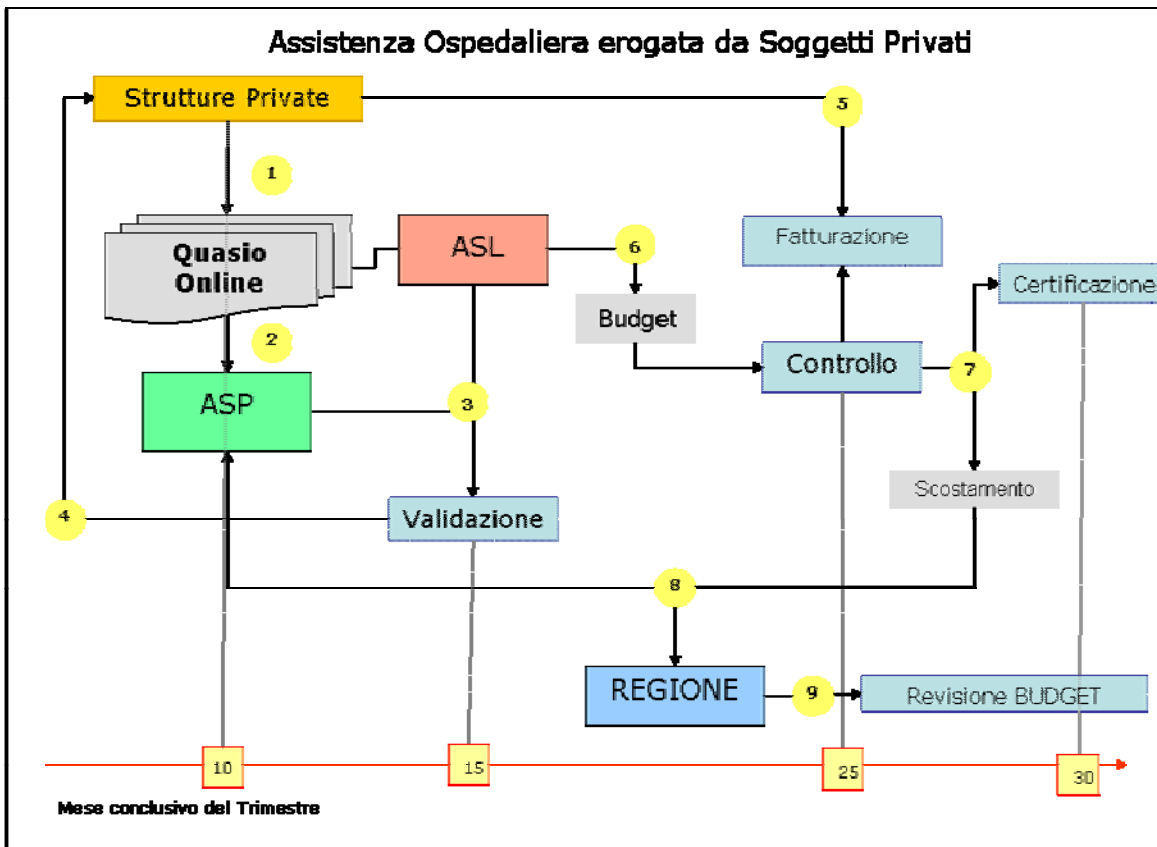 Assistenza Ospedaliera erogata da Soggetti Privati
Strutture Private
5
1
Quasio
Online
ASL
6
Fatturazione
Certificazione
Budget
2
Controllo
7
ASP
3
Scostamento
4
Validazione
8
REGIONE
9
Revisione BUDGET
10
15
25
30
Mese conclusivo del Trimestre